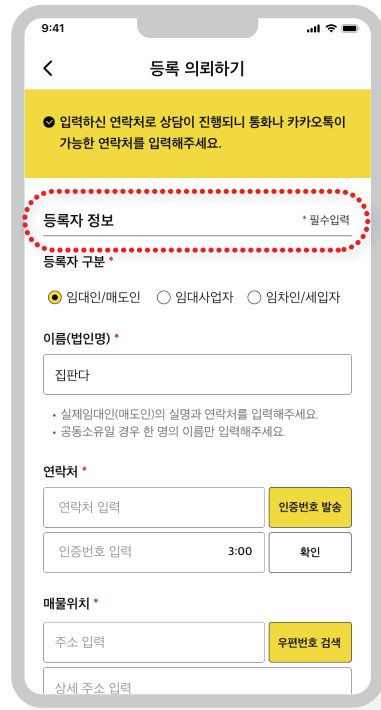 9:41
등록 의뢰하기
입력하신 연락처로 상담이 진행되니 통화나 카카오톡이
가능한 연락처를 입력해주세요.
등록자 정보 * 필수입력
등록자 구분 *
임대인/매도인 임대사업자 임차인/세입자
이름(법인명) *
집판다
• 실제임대인(매도인)의 실명과 연락처를 입력해주세요.
• 공동소유일 경우 한 명의 이름만 입력해주세요.
연락처 *
연락처 입력 인증번호 발송
인증번호 입력 3:00 확인
매물위치 *
주소 입력 우편번호 검색
상세 주소 입력